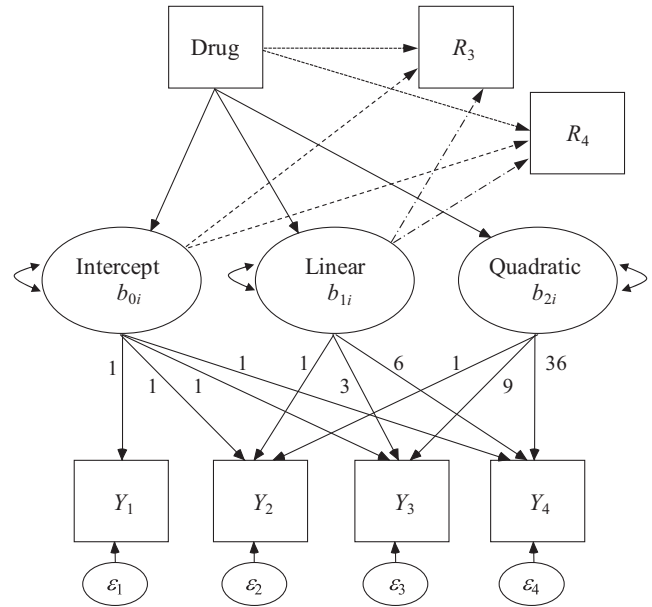 Drug
R3
R4
Intercept
b0i
Linear
b1i
Quadratic
b2i
1
1
1
1
1
3
6
1
9
36
Y1
Y2
Y3
Y4
ε1
ε2
ε3
ε4